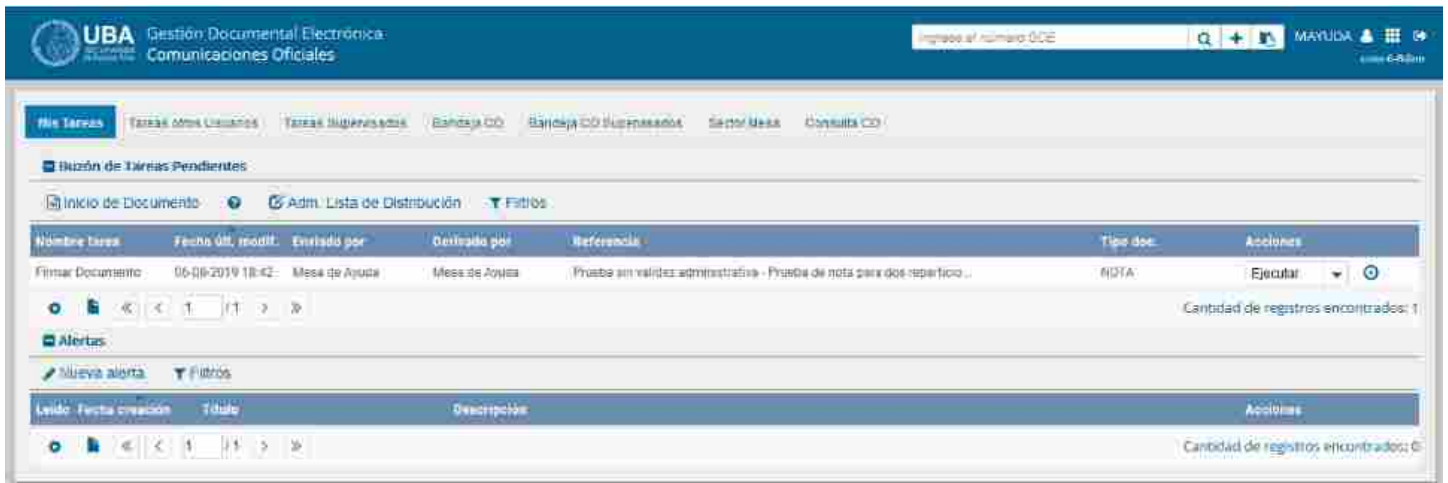 UBA Gestión Documental Electrónica
Comunicaciones Oficiales
Ingrese el número GDE
MAYUDA
Mis Tareas Tareas otros Usuarios Tareas Supervisados Bandeja CO Bandeja CO Supervisados Sector Mesa Consulta CO
Buzón de Tareas Pendientes
Inicio de Documento Adm. Lista de Distribución Filtros
Nombre tarea Fecha últ. modif. Enviado por Derivado por Referencia Tipo doc. Acciones
Firmar Documento 06-08-2019 18:42 Mesa de Ayuda Mesa de Ayuda Prueba sin validez administrativa - Prueba de nota para dos reparticio... NOTA Ejecutar
1 / 1 Cantidad de registros encontrados: 1
Alertas
Nueva alerta Filtros
Leído Fecha creación Título Descripción Acciones
1 / 1 Cantidad de registros encontrados: 0